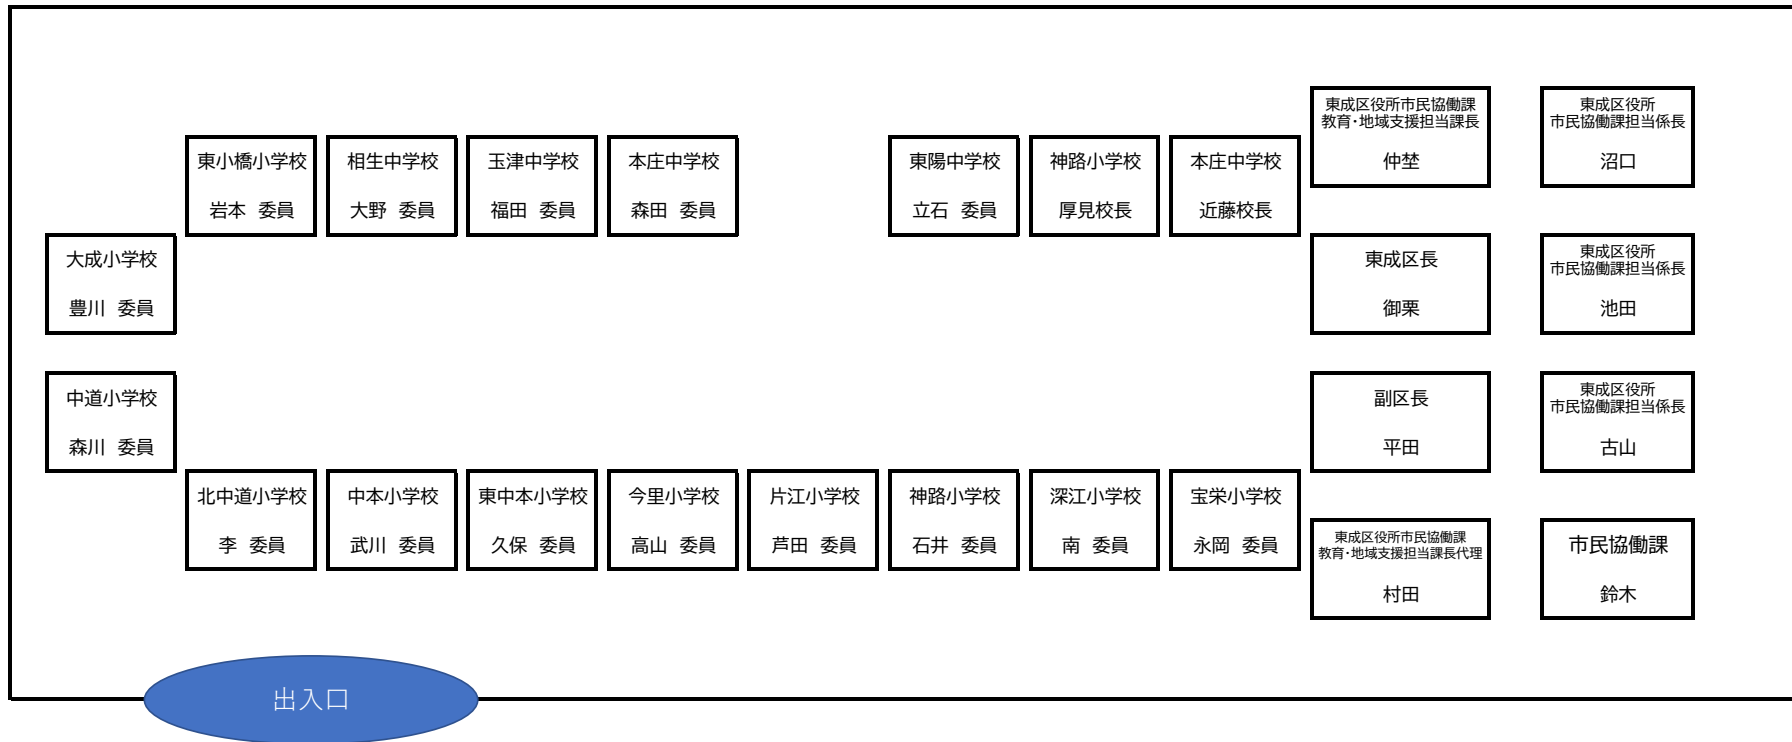 東成区役所市民協働課
教育・地域支援担当課長
仲埜
東成区役所
市民協働課担当係長
沼口
東小橋小学校
岩本 委員
相生中学校
大野 委員
玉津中学校
福田 委員
本庄中学校
森田 委員
東陽中学校
立石 委員
神路小学校
厚見校長
本庄中学校
近藤校長
大成小学校
豊川 委員
東成区長
御栗
東成区役所
市民協働課担当係長
池田
中道小学校
森川 委員
副区長
平田
東成区役所
市民協働課担当係長
古山
北中道小学校
李 委員
中本小学校
武川 委員
東中本小学校
久保 委員
今里小学校
高山 委員
片江小学校
芦田 委員
神路小学校
石井 委員
深江小学校
南 委員
宝栄小学校
永岡 委員
東成区役所市民協働課
教育・地域支援担当課長代理
村田
市民協働課
鈴木
出入口